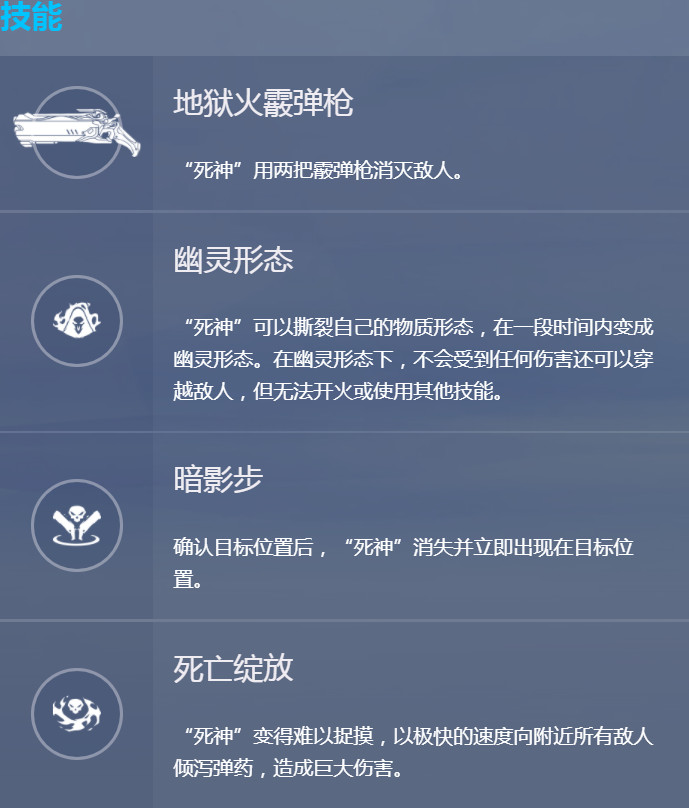 技能
地狱火霰弹枪
“死神”用两把霰弹枪消灭敌人。
幽灵形态
“死神”可以撕裂自己的物质形态，在一段时间内变成
幽灵形态。在幽灵形态下，不会受到任何伤害还可以穿
越敌人，但无法开火或使用其他技能。
暗影步
确认目标位置后，“死神”消失并立即出现在目标位
置。
死亡绽放
“死神”变得难以捉摸，以极快的速度向附近所有敌人
倾泻弹药，造成巨大伤害。